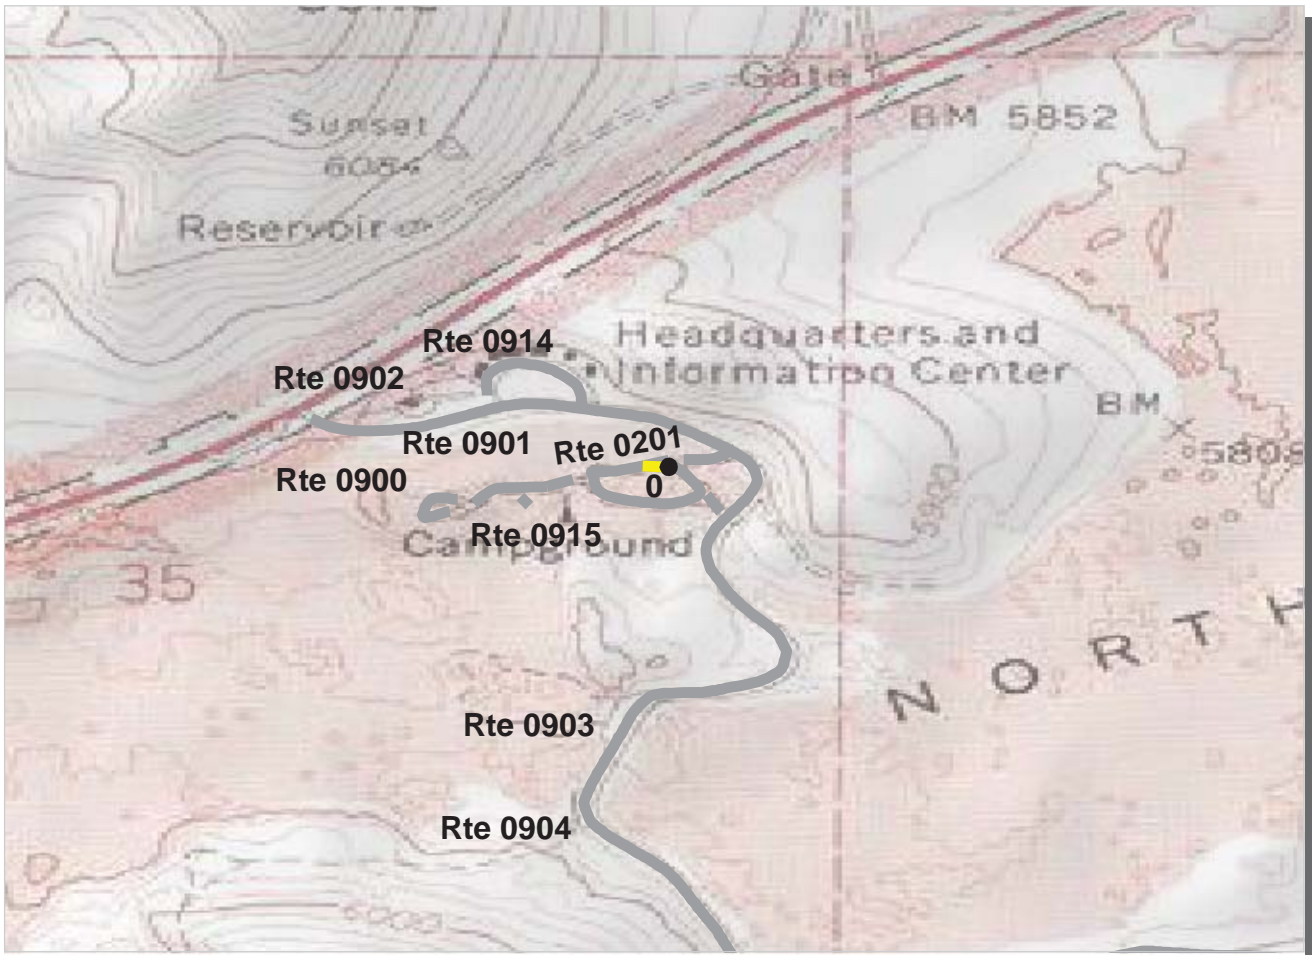 Gate
BM 5852
Sunset
6084
Reservoir
Rte 0914
Headquarters and
Information Center
Rte 0902
BM
Rte 0901
Rte 0201
5808
Rte 0900
0
5900
Rte 0915
Campground
35
NORTH
Rte 0903
Rte 0904
6000